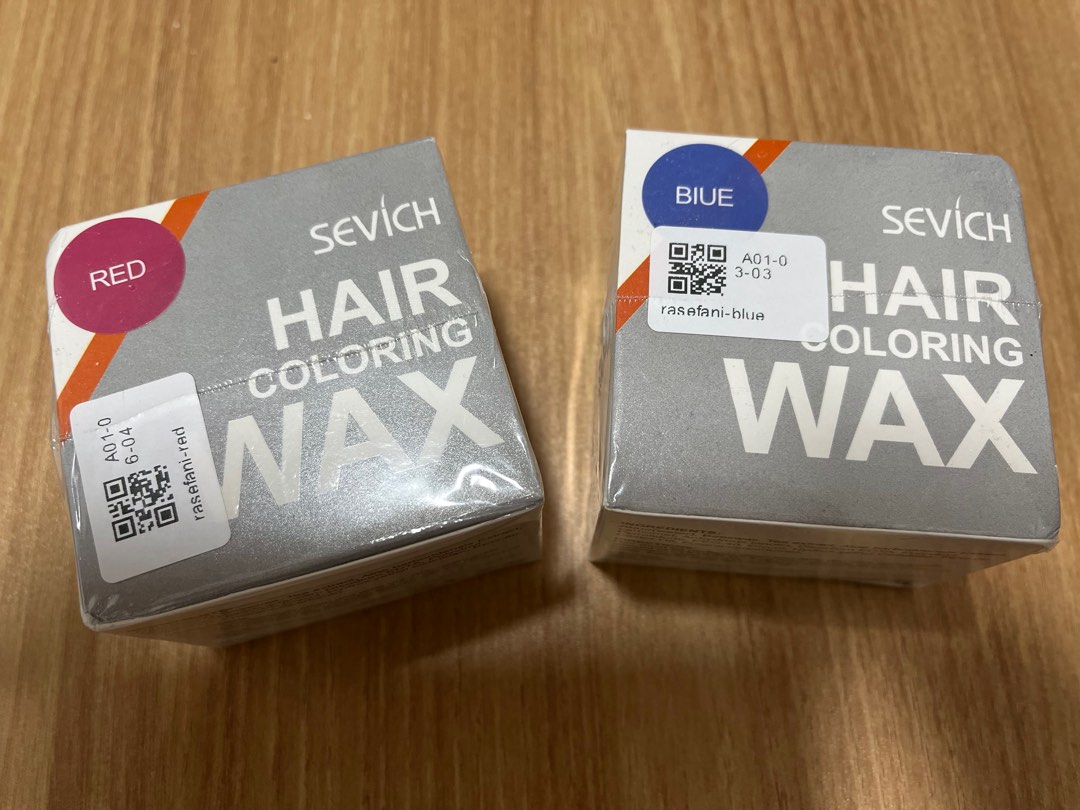 RED
SEVICH
HAIR
COLORING
WAX
A01-0
6-04
rasefani-red
BIUE
SEVICH
HAIR
COLORING
WAX
A01-0
3-03
rasefani-blue
INGREDIENTS